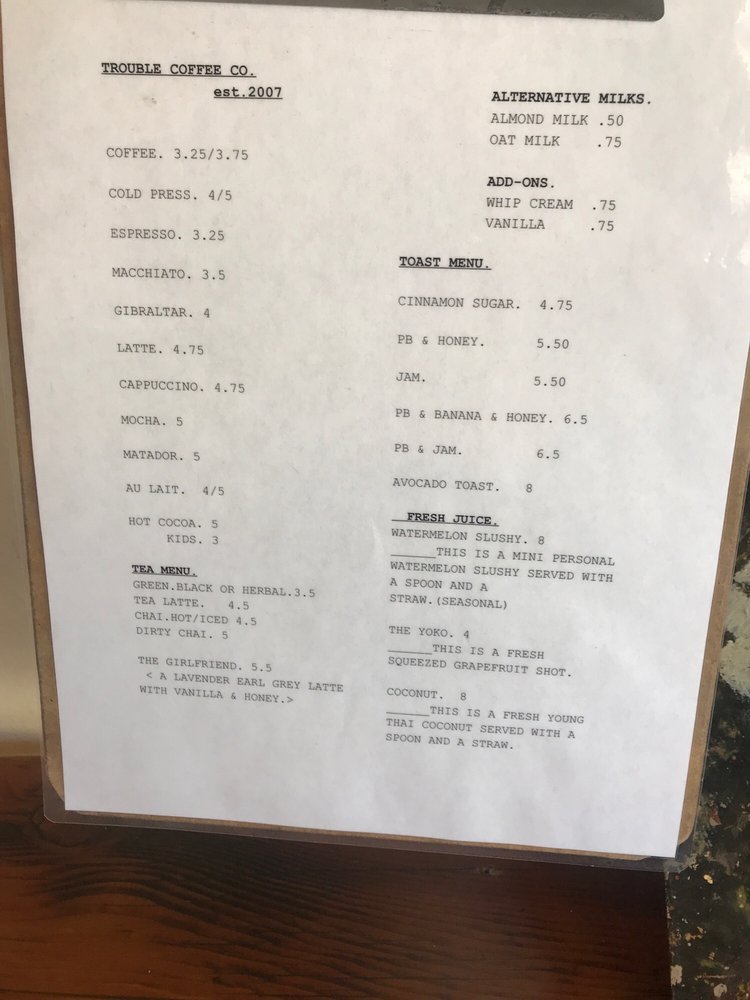 TROUBLE COFFEE CO.
est.2007
COFFEE. 3.25/3.75
COLD PRESS. 4/5
ESPRESSO. 3.25
MACCHIATO. 3.5
GIBRALTAR. 4
LATTE. 4.75
CAPPUCCINO. 4.75
MOCHA. 5
MATADOR. 5
AU LAIT. 4/5
HOT COCOA. 5
KIDS. 3
TEA MENU.
GREEN.BLACK OR HERBAL.3.5
TEA LATTE. 4.5
CHAI.HOT/ICED 4.5
DIRTY CHAI. 5
THE GIRLFRIEND. 5.5
< A LAVENDER EARL GREY LATTE
WITH VANILLA & HONEY.>
ALTERNATIVE MILKS.
ALMOND MILK .50
OAT MILK .75
ADD-ONS.
WHIP CREAM .75
VANILLA .75
TOAST MENU.
CINNAMON SUGAR. 4.75
PB & HONEY. 5.50
JAM. 5.50
PB & BANANA & HONEY. 6.5
PB & JAM. 6.5
AVOCADO TOAST. 8
FRESH JUICE.
WATERMELON SLUSHY. 8
_____THIS IS A MINI PERSONAL
WATERMELON SLUSHY SERVED WITH
A SPOON AND A
STRAW.(SEASONAL)
THE YOKO. 4
_____THIS IS A FRESH
SQUEEZED GRAPEFRUIT SHOT.
COCONUT. 8
_____THIS IS A FRESH YOUNG
THAI COCONUT SERVED WITH A
SPOON AND A STRAW.